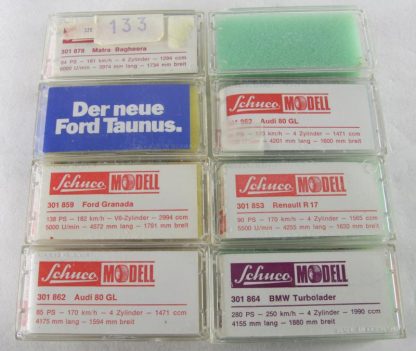 133
301 878 Matra Bagheera
84 PS – 161 km/h – 4 Zylinder – 1294 ccm
6000 U/min – 3974 mm lang – 1734 mm breit
Der neue
Ford Taunus.
Schuco MODELL
862 Audi 80 GL
km/h – 4 Zylinder – 1471 ccm
4201 mm lang – 1600 mm breit
Schuco MODELL
301 859 Ford Granada
138 PS – 182 km/h – V6-Zylinder – 2994 ccm
5000 U/min – 4572 mm lang – 1791 mm breit
Schuco MODELL
301 853 Renault R 17
90 PS – 170 km/h – 4 Zylinder – 1565 ccm
5500 U/min – 4255 mm lang – 1630 mm breit
Schuco MODELL
301 862 Audi 80 GL
85 PS – 170 km/h – 4 Zylinder – 1471 ccm
4175 mm lang – 1594 mm breit
Schuco MODELL
301 864 BMW Turbolader
280 PS – 250 km/h – 4 Zylinder – 1990 ccm
4155 mm lang – 1880 mm breit